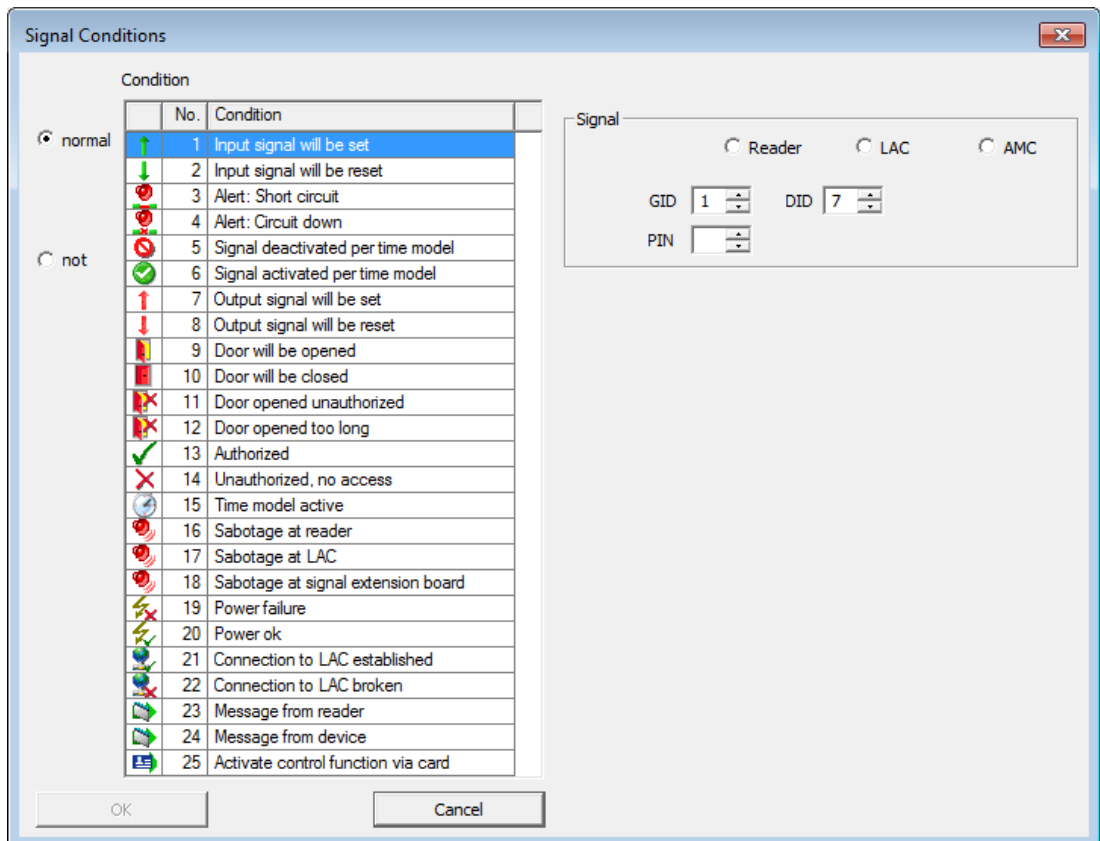 Signal Conditions
Condition
normal
not
No. Condition
1 Input signal will be set
2 Input signal will be reset
3 Alert: Short circuit
4 Alert: Circuit down
5 Signal deactivated per time model
6 Signal activated per time model
7 Output signal will be set
8 Output signal will be reset
9 Door will be opened
10 Door will be closed
11 Door opened unauthorized
12 Door opened too long
13 Authorized
14 Unauthorized, no access
15 Time model active
16 Sabotage at reader
17 Sabotage at LAC
18 Sabotage at signal extension board
19 Power failure
20 Power ok
21 Connection to LAC established
22 Connection to LAC broken
23 Message from reader
24 Message from device
25 Activate control function via card
Signal
Reader LAC AMC
GID 1 DID 7
PIN
OK Cancel